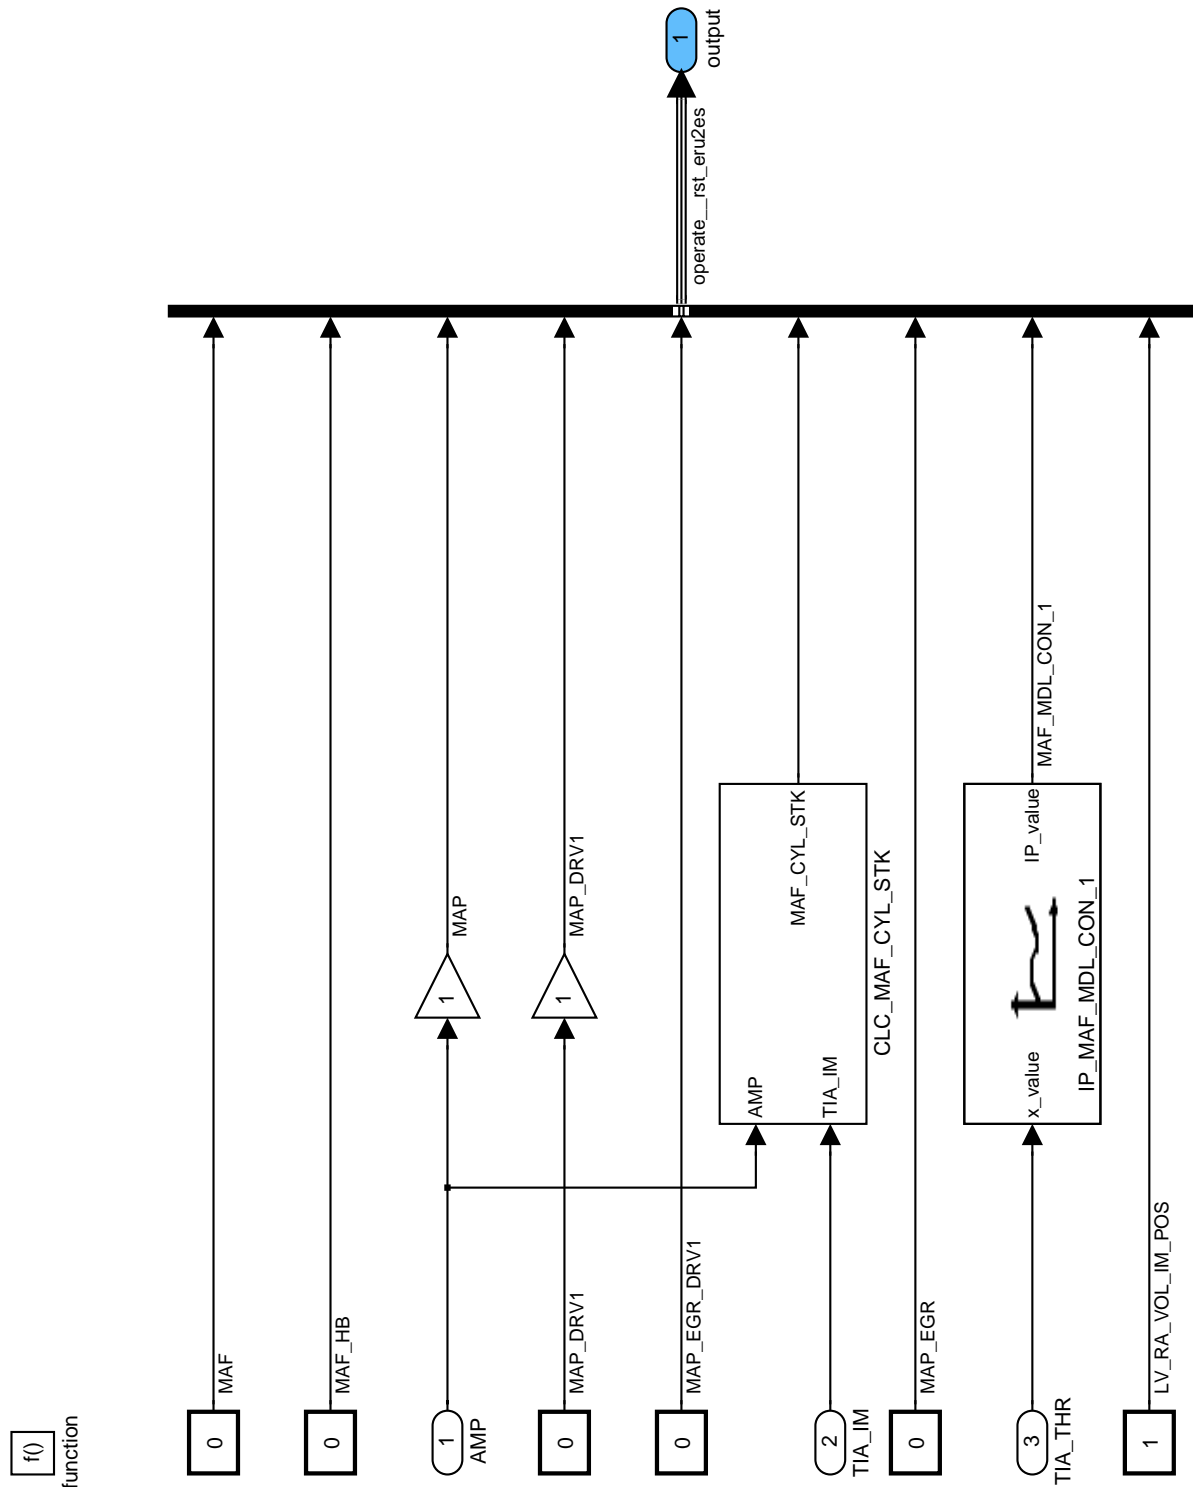 f()
function
0
MAF
0
MAF_HB
1
AMP
1
MAP
0
MAP_DRV1
1
MAP_DRV1
0
MAP_EGR_DRV1
2
TIA_IM
AMP
TIA_IM
MAF_CYL_STK
CLC_MAF_CYL_STK
0
MAP_EGR
3
TIA_THR
x_value
IP_value
IP_MAF_MDL_CON_1
MAF_MDL_CON_1
1
LV_RA_VOL_IM_POS
operate__rst_eru2es
1
output